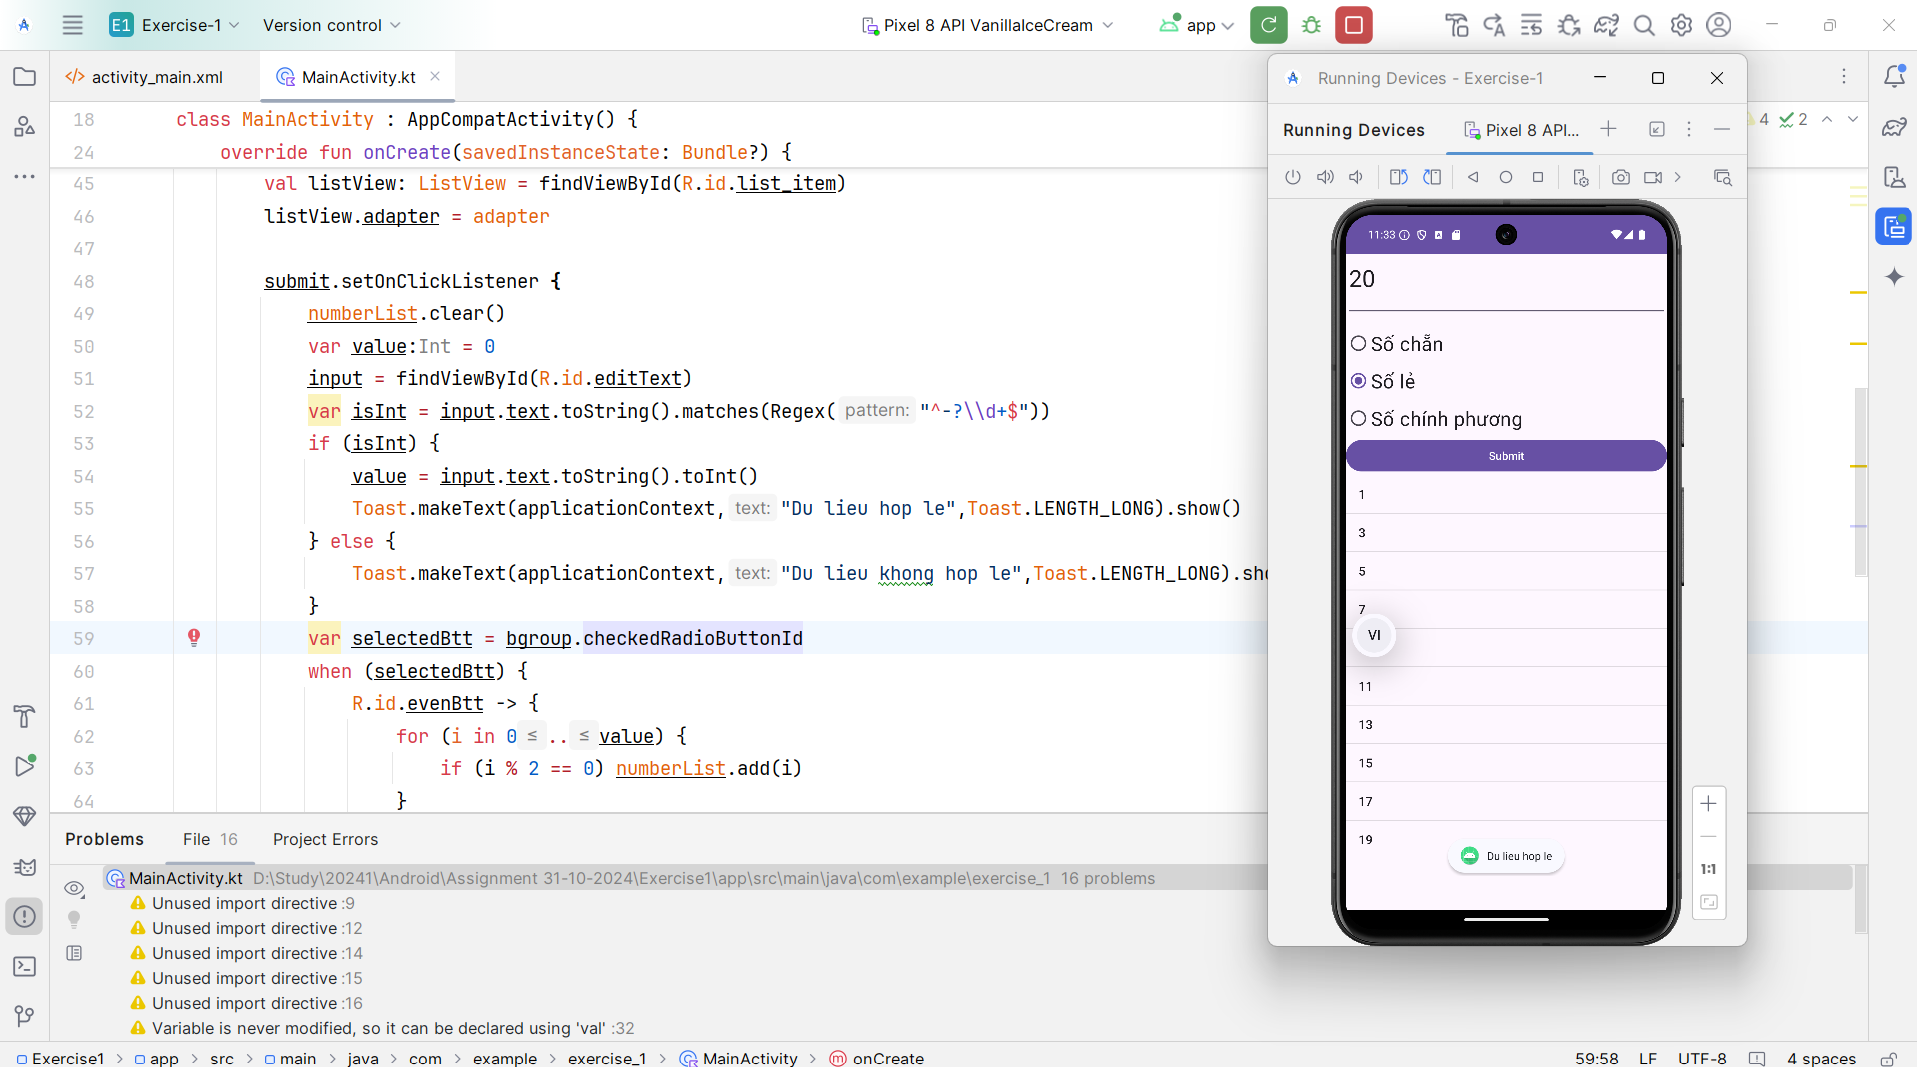 E1 Exercise-1 Version control Pixel 8 API VanillaIceCream app
activity_main.xml MainActivity.kt
18 class MainActivity : AppCompatActivity() {
24 override fun onCreate(savedInstanceState: Bundle?) {
45 val listView: ListView = findViewById(R.id.list_item)
46 listView.adapter = adapter
47
48 submit.setOnClickListener {
49 numberList.clear()
50 var value:Int = 0
51 input = findViewById(R.id.editText)
52 var isInt = input.text.toString().matches(Regex( pattern: "^-?\\d+$"))
53 if (isInt) {
54 value = input.text.toString().toInt()
55 Toast.makeText(applicationContext, text: "Du lieu hop le",Toast.LENGTH_LONG).show()
56 } else {
57 Toast.makeText(applicationContext, text: "Du lieu khong hop le",Toast.LENGTH_LONG).sho
58 }
59 var selectedBtt = bgroup.checkedRadioButtonId
60 when (selectedBtt) {
61 R.id.evenBtt -> {
62 for (i in 0 ≤ .. ≤ value) {
63 if (i % 2 == 0) numberList.add(i)
64 }
4 2
Running Devices - Exercise-1
Running Devices Pixel 8 API...
11:33
20
Số chẵn
Số lẻ
Số chính phương
Submit
1
3
5
7
VI
11
13
15
17
19
Du lieu hop le
1:1
Problems File 16 Project Errors
MainActivity.kt D:\Study\20241\Android\Assignment 31-10-2024\Exercise1\app\src\main\java\com\example\exercise_1 16 problems
Unused import directive :9
Unused import directive :12
Unused import directive :14
Unused import directive :15
Unused import directive :16
Variable is never modified, so it can be declared using 'val' :32
Exercise1 > app > src > main > java > com > example > exercise_1 > MainActivity > onCreate 59:58 LF UTF-8 4 spaces